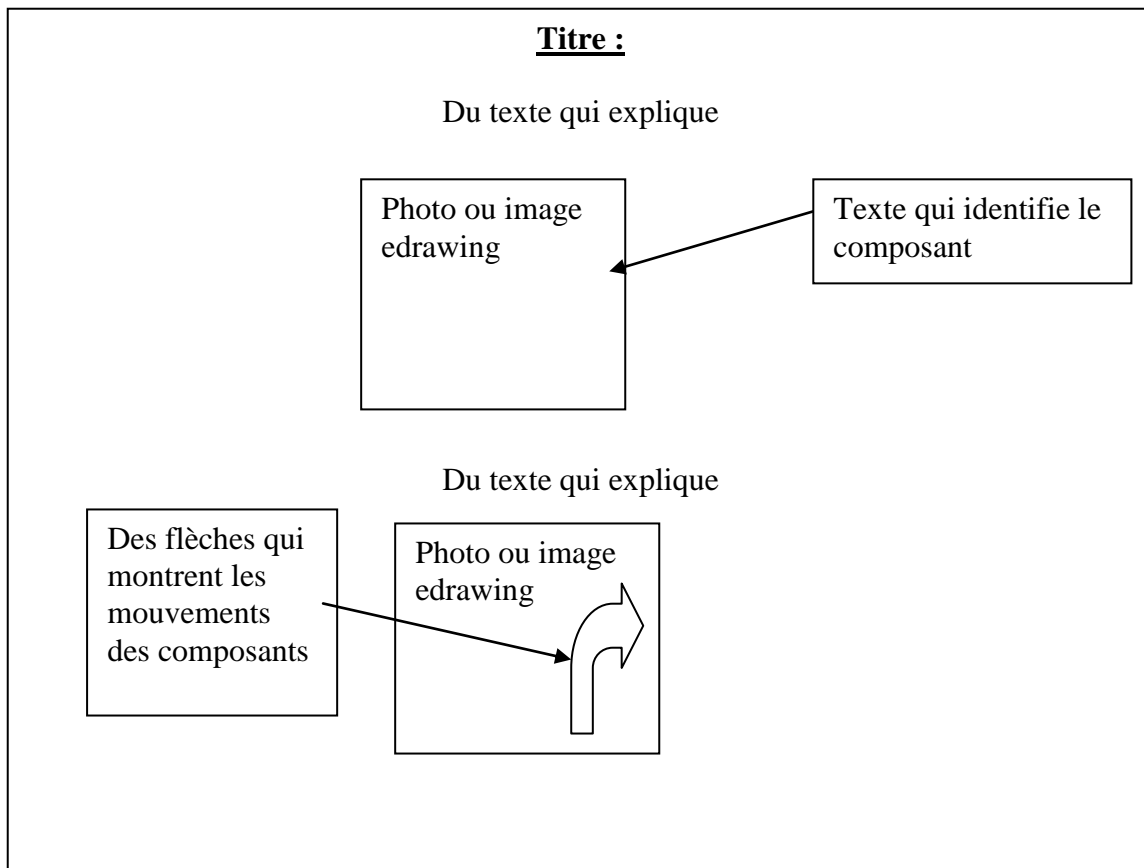 Titre :
Du texte qui explique
Photo ou image
edrawing
Texte qui identifie le
composant
Du texte qui explique
Des flèches qui
montrent les
mouvements
des composants
Photo ou image
edrawing